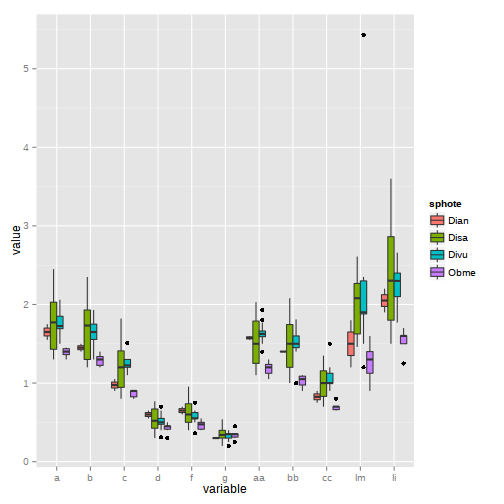 5
4
3
2
1
0
value
a b c d f g aa bb cc lm li
variable
sphote
Dian
Disa
Divu
Obme